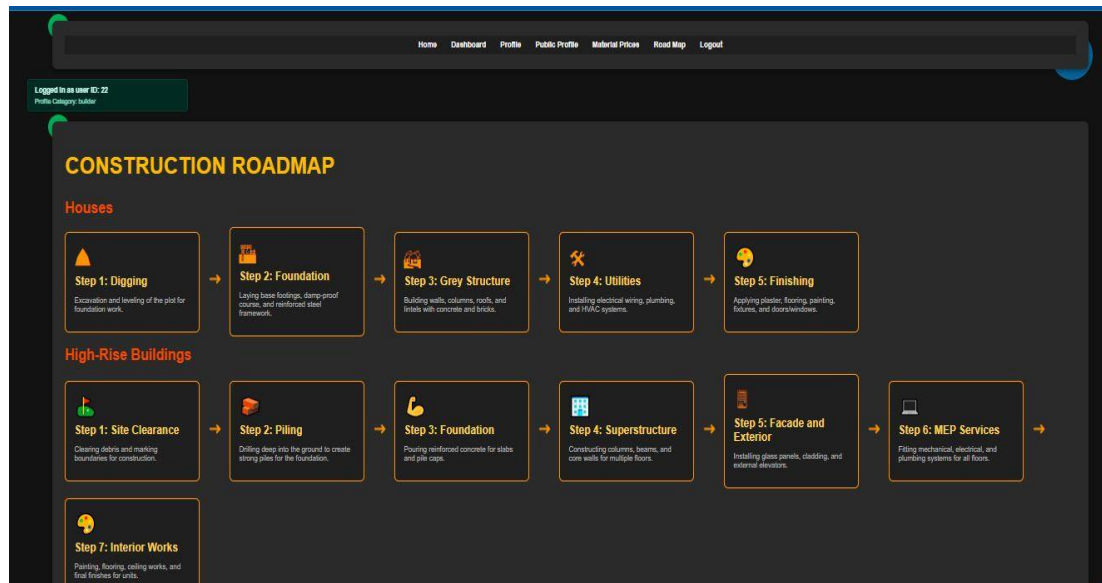 Home Dashboard Profile Public Profile Material Prices Road Map Logout
Logged in as user ID: 22
Profile Category: builder
CONSTRUCTION ROADMAP
Houses
Step 1: Digging
Excavation and leveling of the plot for
foundation work.
Step 2: Foundation
Laying base footings, damp-proof
course, and reinforced steel
framework.
Step 3: Grey Structure
Building walls, columns, roofs, and
lintels with concrete and bricks.
Step 4: Utilities
Installing electrical wiring, plumbing,
and HVAC systems.
Step 5: Finishing
Applying plaster, flooring, painting,
fixtures, and doors/windows.
High-Rise Buildings
Step 1: Site Clearance
Clearing debris and marking
boundaries for construction.
Step 2: Piling
Drilling deep into the ground to create
strong piles for the foundation.
Step 3: Foundation
Pouring reinforced concrete for slabs
and pile caps.
Step 4: Superstructure
Constructing columns, beams, and
core walls for multiple floors.
Step 5: Facade and
Exterior
Installing glass panels, cladding, and
external elevators.
Step 6: MEP Services
Fitting mechanical, electrical, and
plumbing systems for all floors.
Step 7: Interior Works
Painting, flooring, ceiling works, and
final finishes for units.